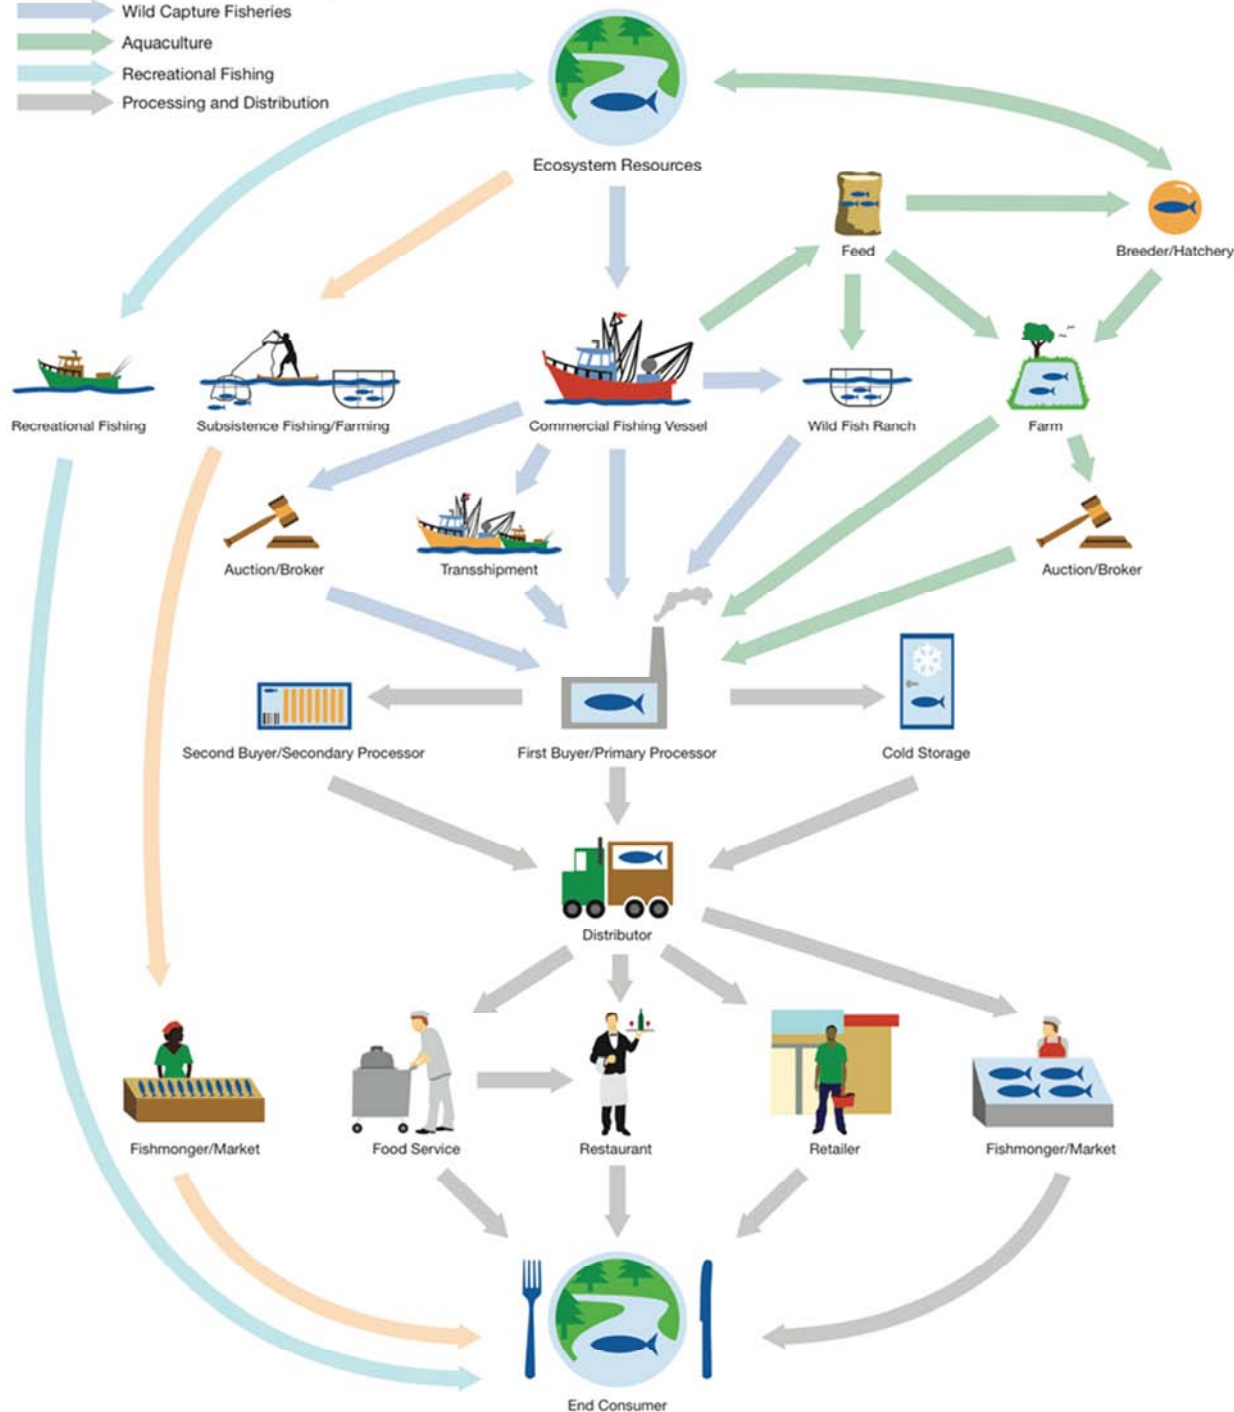 Wild Capture Fisheries
Aquaculture
Recreational Fishing
Processing and Distribution
Ecosystem Resources
Feed
Breeder/Hatchery
Recreational Fishing
Subsistence Fishing/Farming
Commercial Fishing Vessel
Wild Fish Ranch
Farm
Auction/Broker
Transshipment
Auction/Broker
Second Buyer/Secondary Processor
First Buyer/Primary Processor
Cold Storage
Distributor
Fishmonger/Market
Food Service
Restaurant
Retailer
Fishmonger/Market
End Consumer